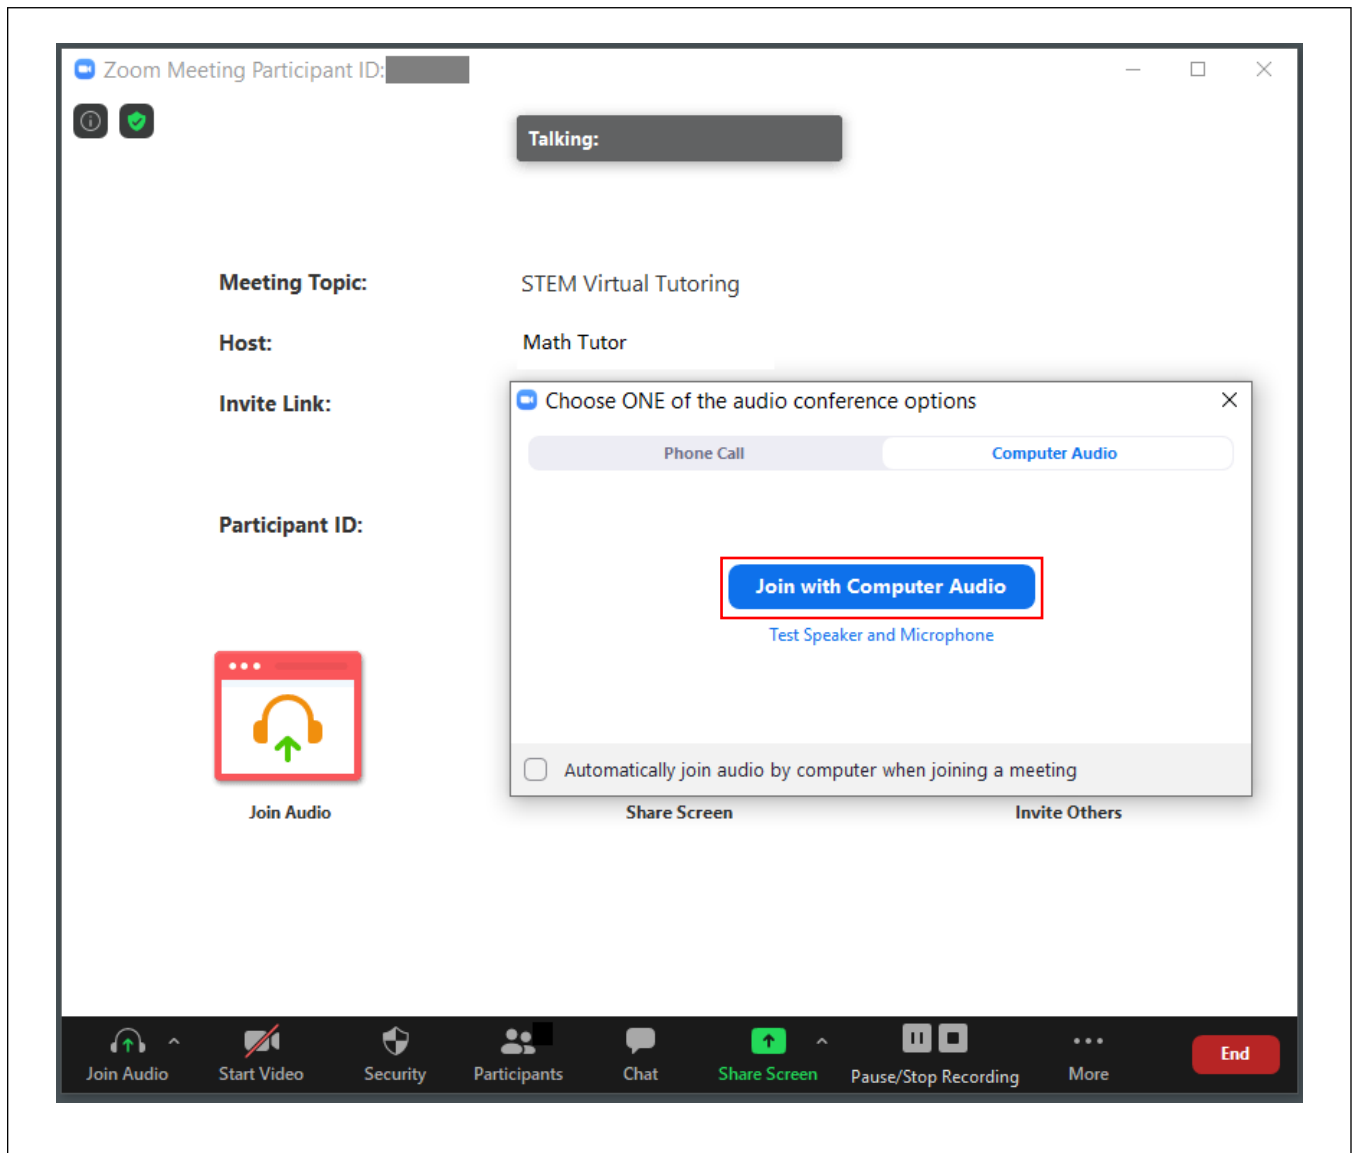 Zoom Meeting Participant ID:
Talking:
Meeting Topic: STEM Virtual Tutoring
Host: Math Tutor
Invite Link:
Choose ONE of the audio conference options
Phone Call Computer Audio
Participant ID:
Join with Computer Audio
Test Speaker and Microphone
Automatically join audio by computer when joining a meeting
Join Audio Share Screen Invite Others
Join Audio Start Video Security Participants Chat Share Screen Pause/Stop Recording More End